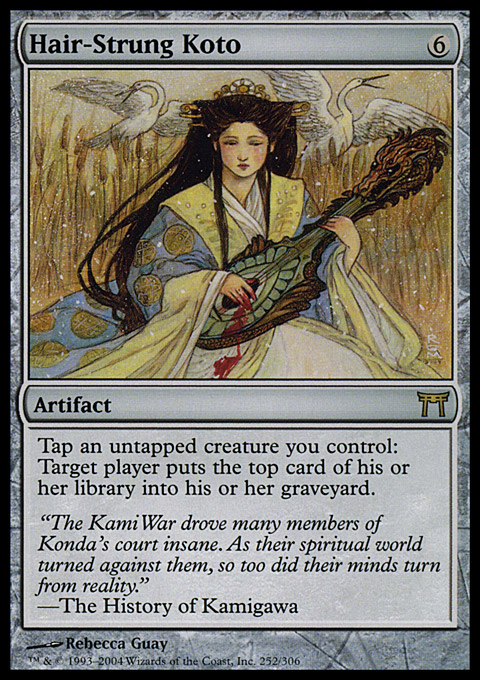 Hair-Strung Koto 6
Artifact
Tap an untapped creature you control:
Target player puts the top card of his or
her library into his or her graveyard.
“The Kami War drove many members of
Konda’s court insane. As their spiritual world
turned against them, so too did their minds turn
from reality.”
—The History of Kamigawa
Rebecca Guay
™ & © 1993–2004 Wizards of the Coast, Inc. 252/306